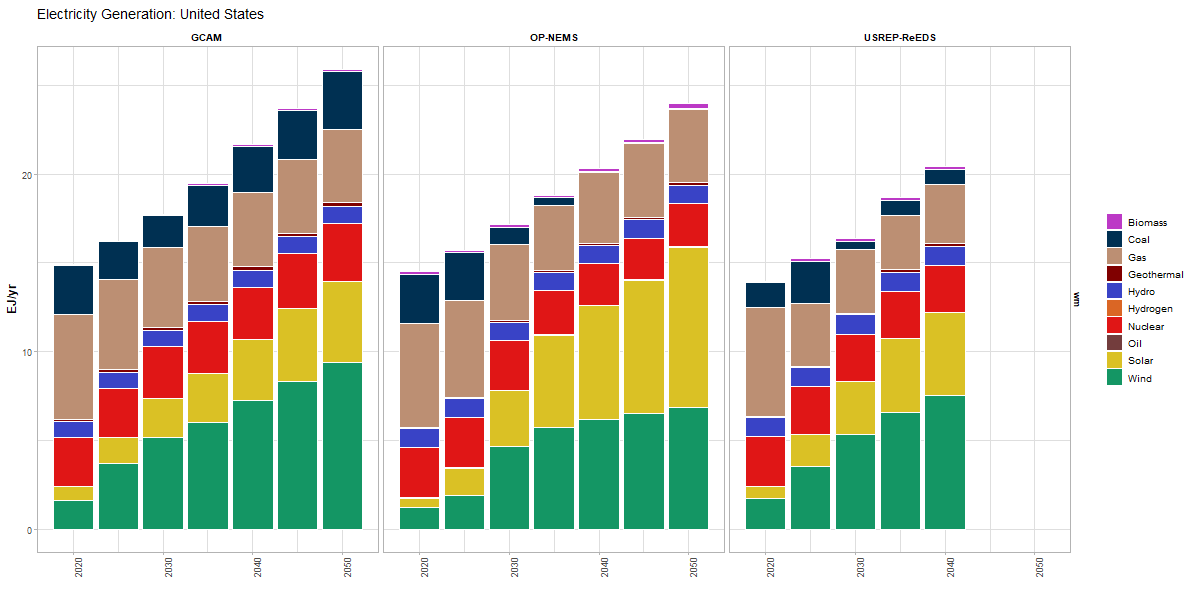 Electricity Generation: United States
GCAM
OP-NEMS
USREP-ReEDS
EJ/yr
20
10
0
2020
2030
2040
2050
2020
2030
2040
2050
2020
2030
2040
2050
wm
Biomass
Coal
Gas
Geothermal
Hydro
Hydrogen
Nuclear
Oil
Solar
Wind